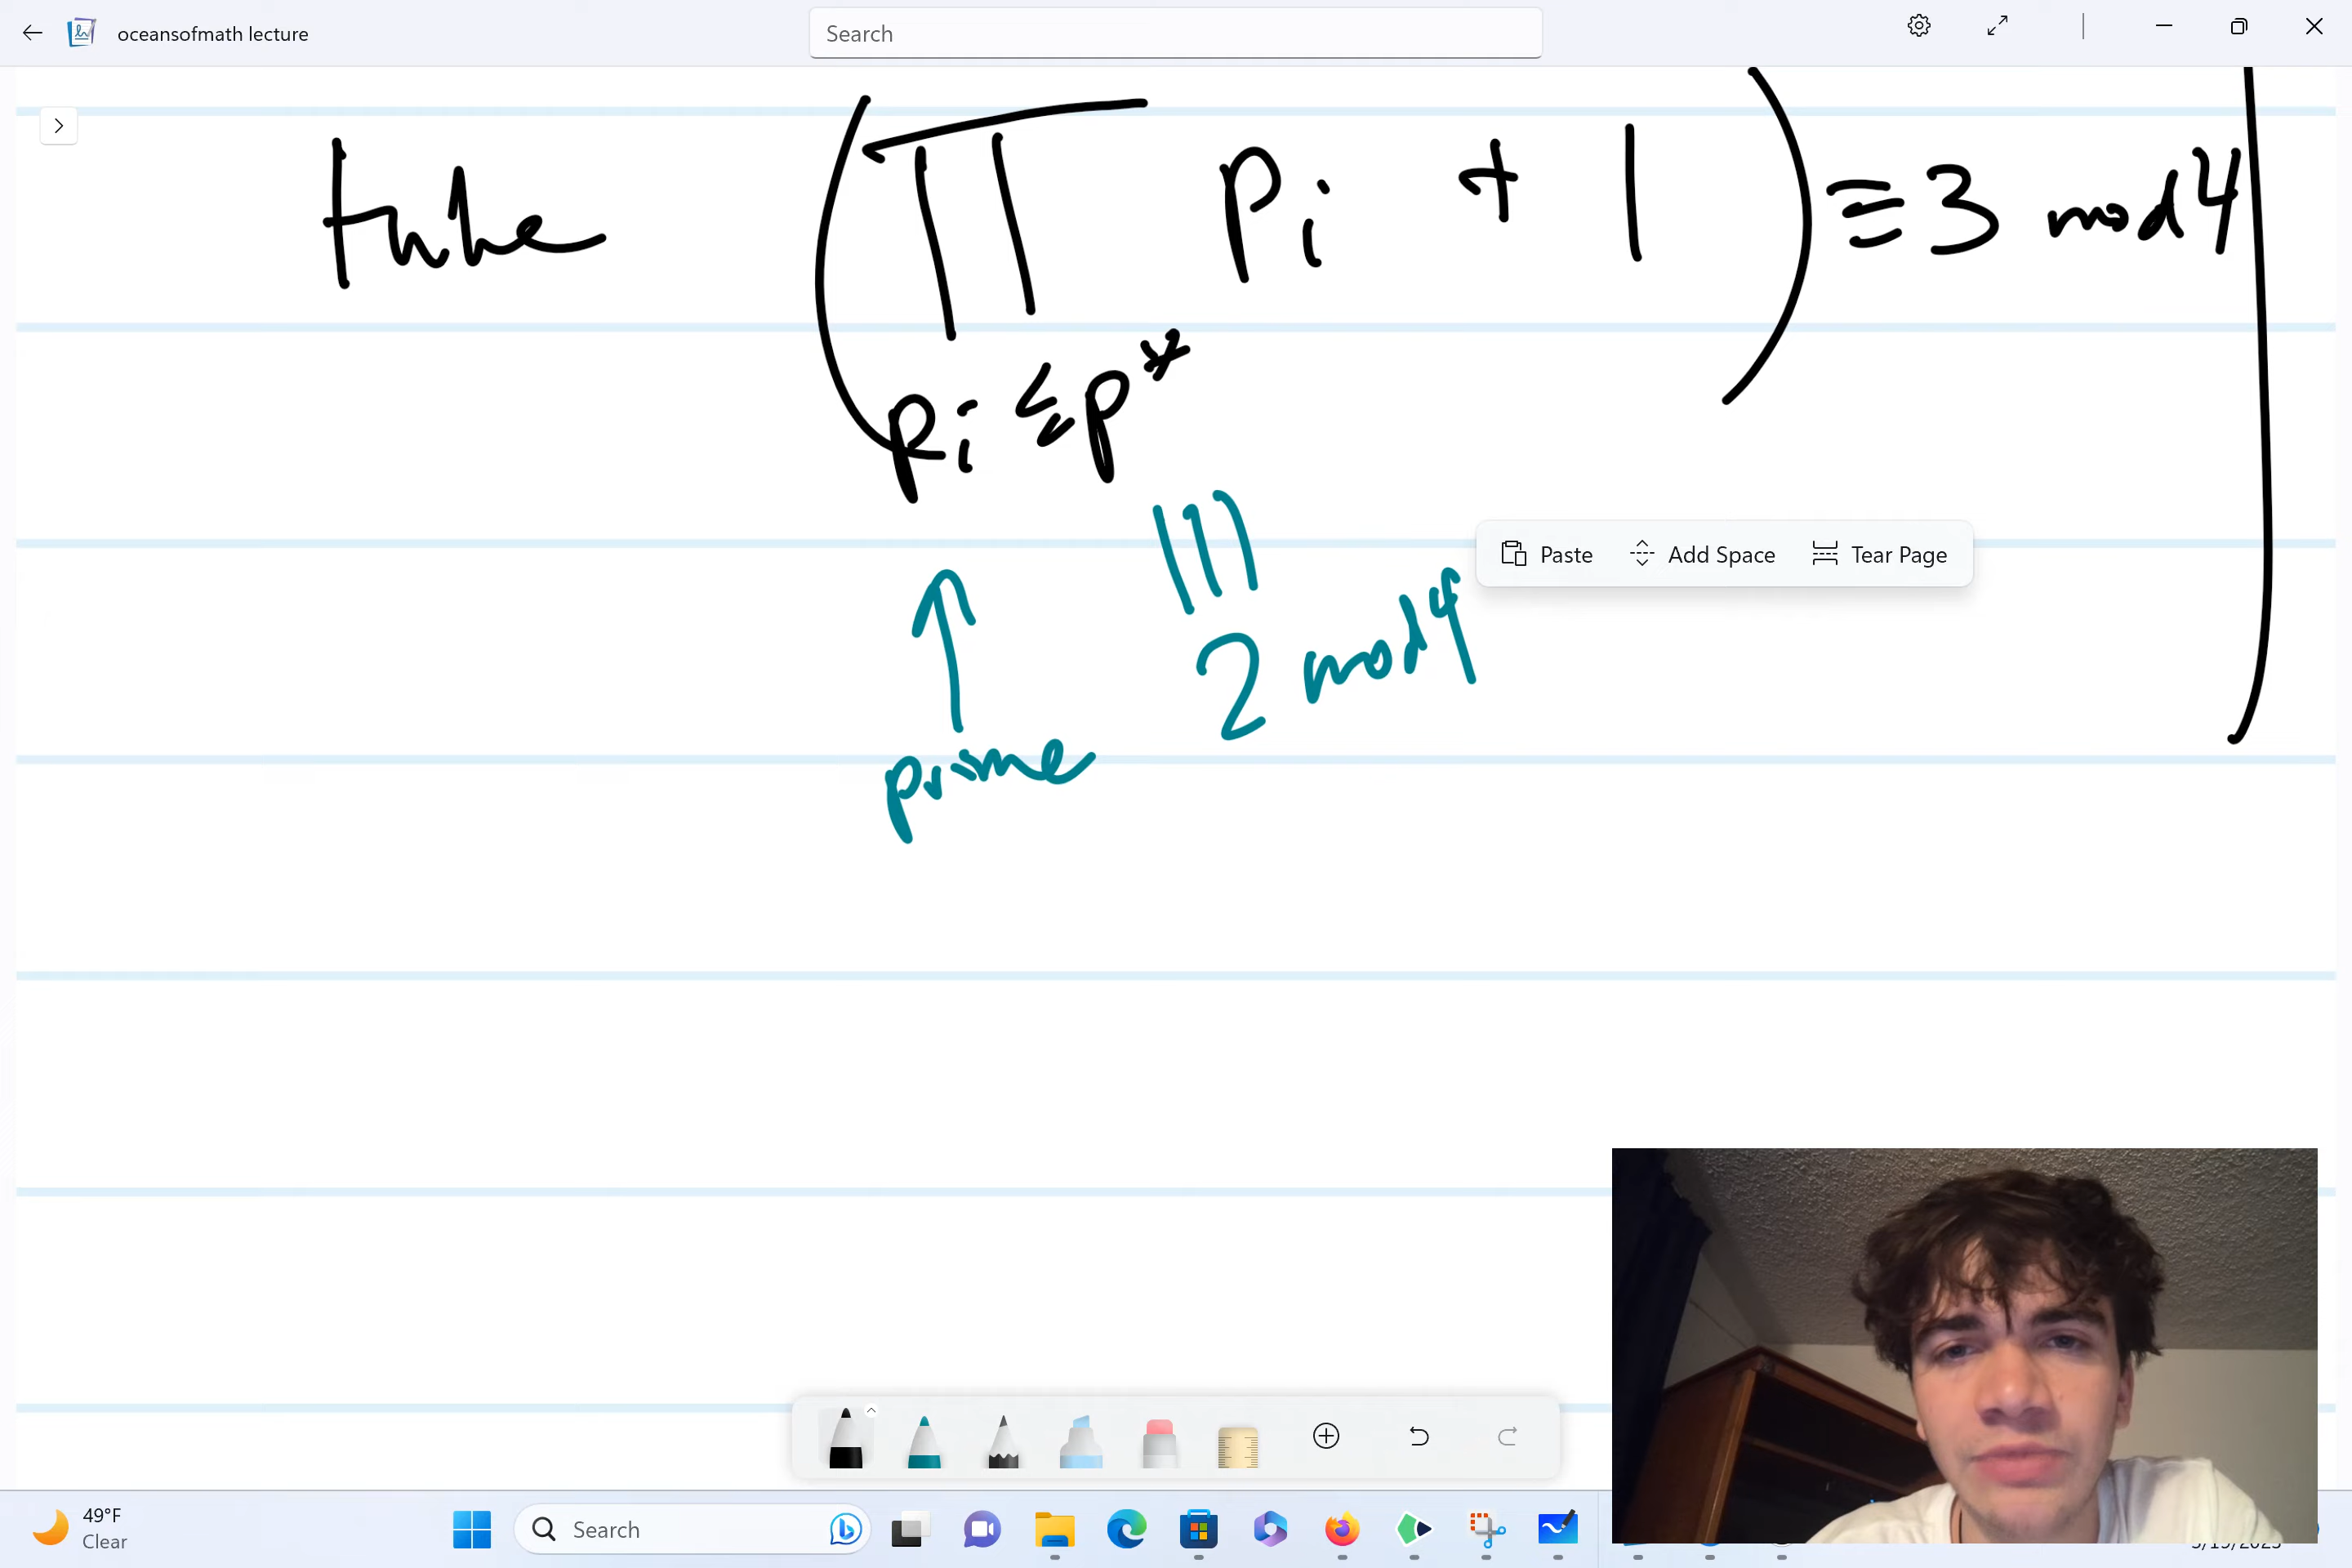 oceansofmath lecture
Search
take ( ∏ Pi + 1 ) ≡ 3 mod 4
Pi ≤ p*
Paste Add Space Tear Page
2 mod 4
prime
49°F
Clear
Search